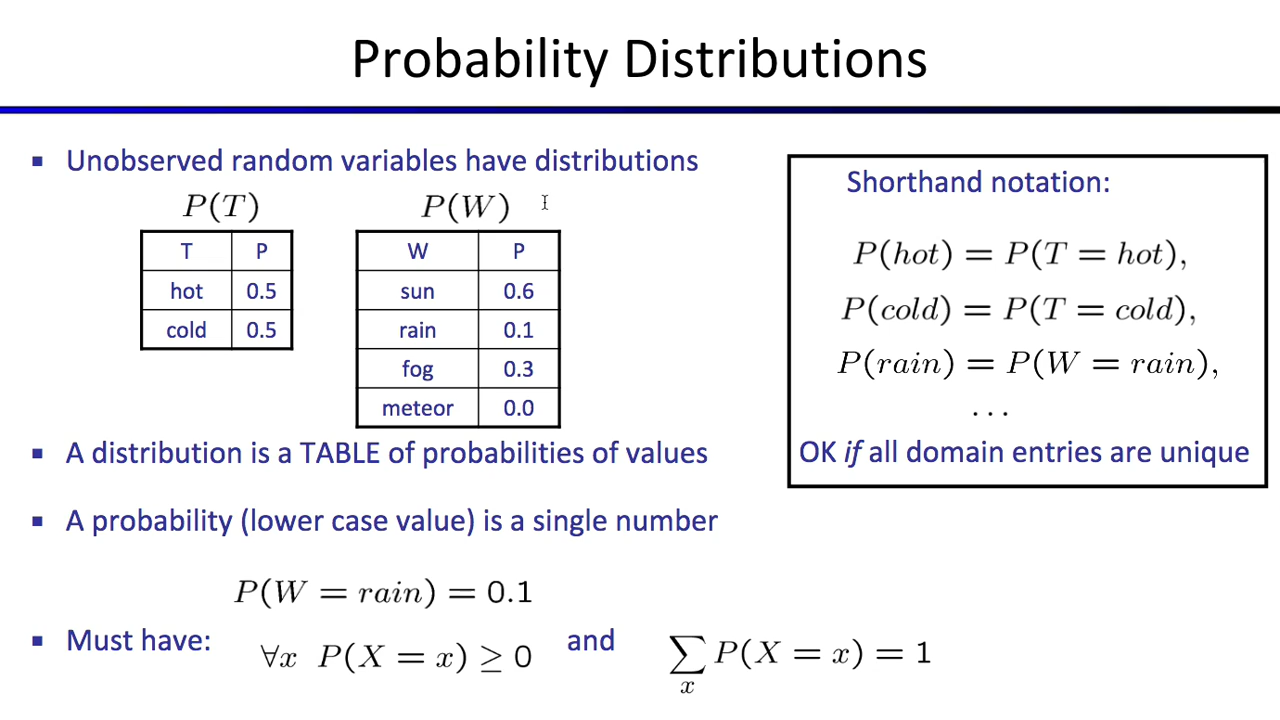 Probability Distributions
▪ Unobserved random variables have distributions
P(T)
T P
hot 0.5
cold 0.5
P(W)
W P
sun 0.6
rain 0.1
fog 0.3
meteor 0.0
▪ A distribution is a TABLE of probabilities of values
▪ A probability (lower case value) is a single number
P(W = rain) = 0.1
▪ Must have: ∀x P(X = x) ≥ 0 and ∑ₓ P(X = x) = 1
Shorthand notation:
P(hot) = P(T = hot),
P(cold) = P(T = cold),
P(rain) = P(W = rain),
. . .
OK if all domain entries are unique